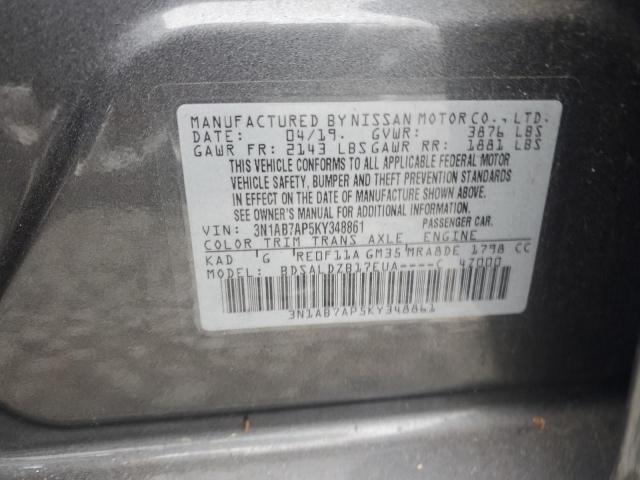 MANUFACTURED BY NISSAN MOTOR CO., LTD.
DATE: 04/19. GVWR: 3876 LBS
GAWR FR: 2143 LBS GAWR RR: 1881 LBS
THIS VEHICLE CONFORMS TO ALL APPLICABLE FEDERAL MOTOR
VEHICLE SAFETY, BUMPER AND THEFT PREVENTION STANDARDS
IN EFFECT ON THE DATE OF MANUFACTURE SHOWN ABOVE.
SEE OWNER'S MANUAL FOR ADDITIONAL INFORMATION.
VIN: 3N1AB7AP5KY348861 PASSENGER CAR.
COLOR TRIM TRANS AXLE ENGINE
KAD G RE0F11A GM35 MRA8DE 1798 CC
MODEL: BDSALDZB17EUA----C 47000
3N1AB7AP5KY348861